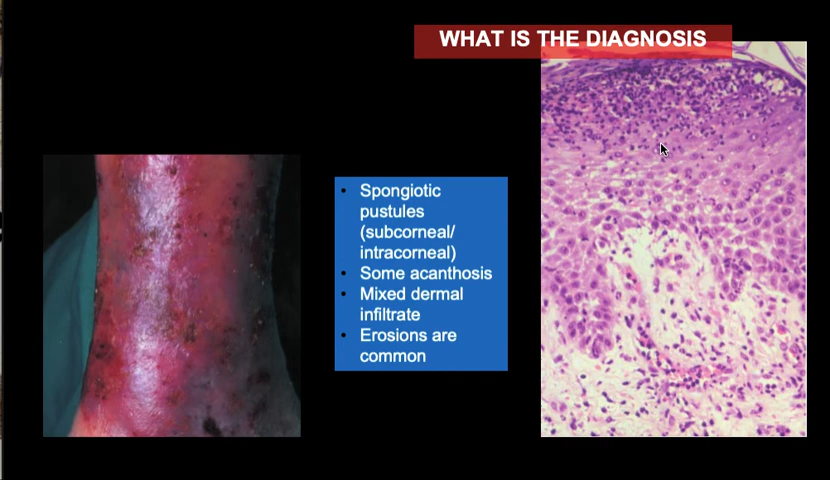 WHAT IS THE DIAGNOSIS
• Spongiotic
pustules
(subcorneal/
intracorneal)
• Some acanthosis
• Mixed dermal
infiltrate
• Erosions are
common